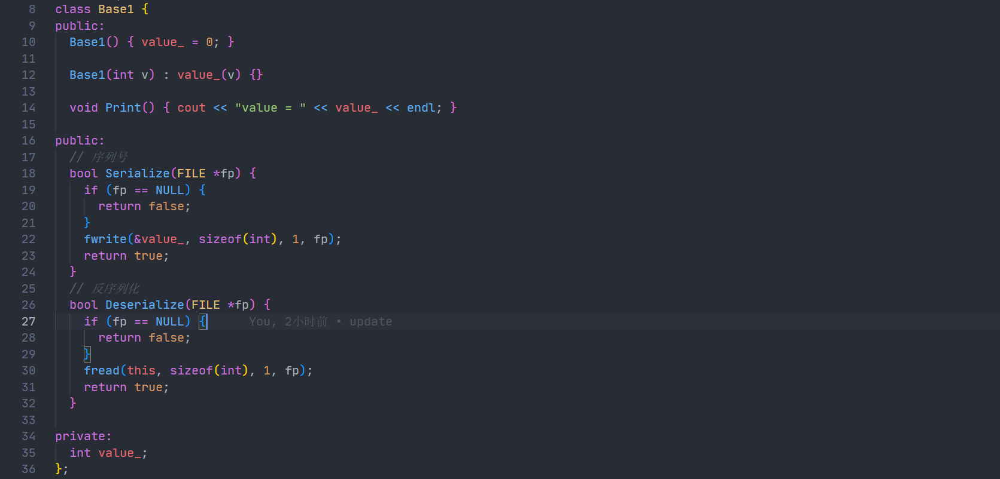 8 class Base1 {
9 public:
10 Base1() { value_ = 0; }
11
12 Base1(int v) : value_(v) {}
13
14 void Print() { cout << "value = " << value_ << endl; }
15
16 public:
17 // 序列号
18 bool Serialize(FILE *fp) {
19 if (fp == NULL) {
20 return false;
21 }
22 fwrite(&value_, sizeof(int), 1, fp);
23 return true;
24 }
25 // 反序列化
26 bool Deserialize(FILE *fp) {
27 if (fp == NULL) { You, 2小时前 • update
28 return false;
29 }
30 fread(this, sizeof(int), 1, fp);
31 return true;
32 }
33
34 private:
35 int value_;
36 };